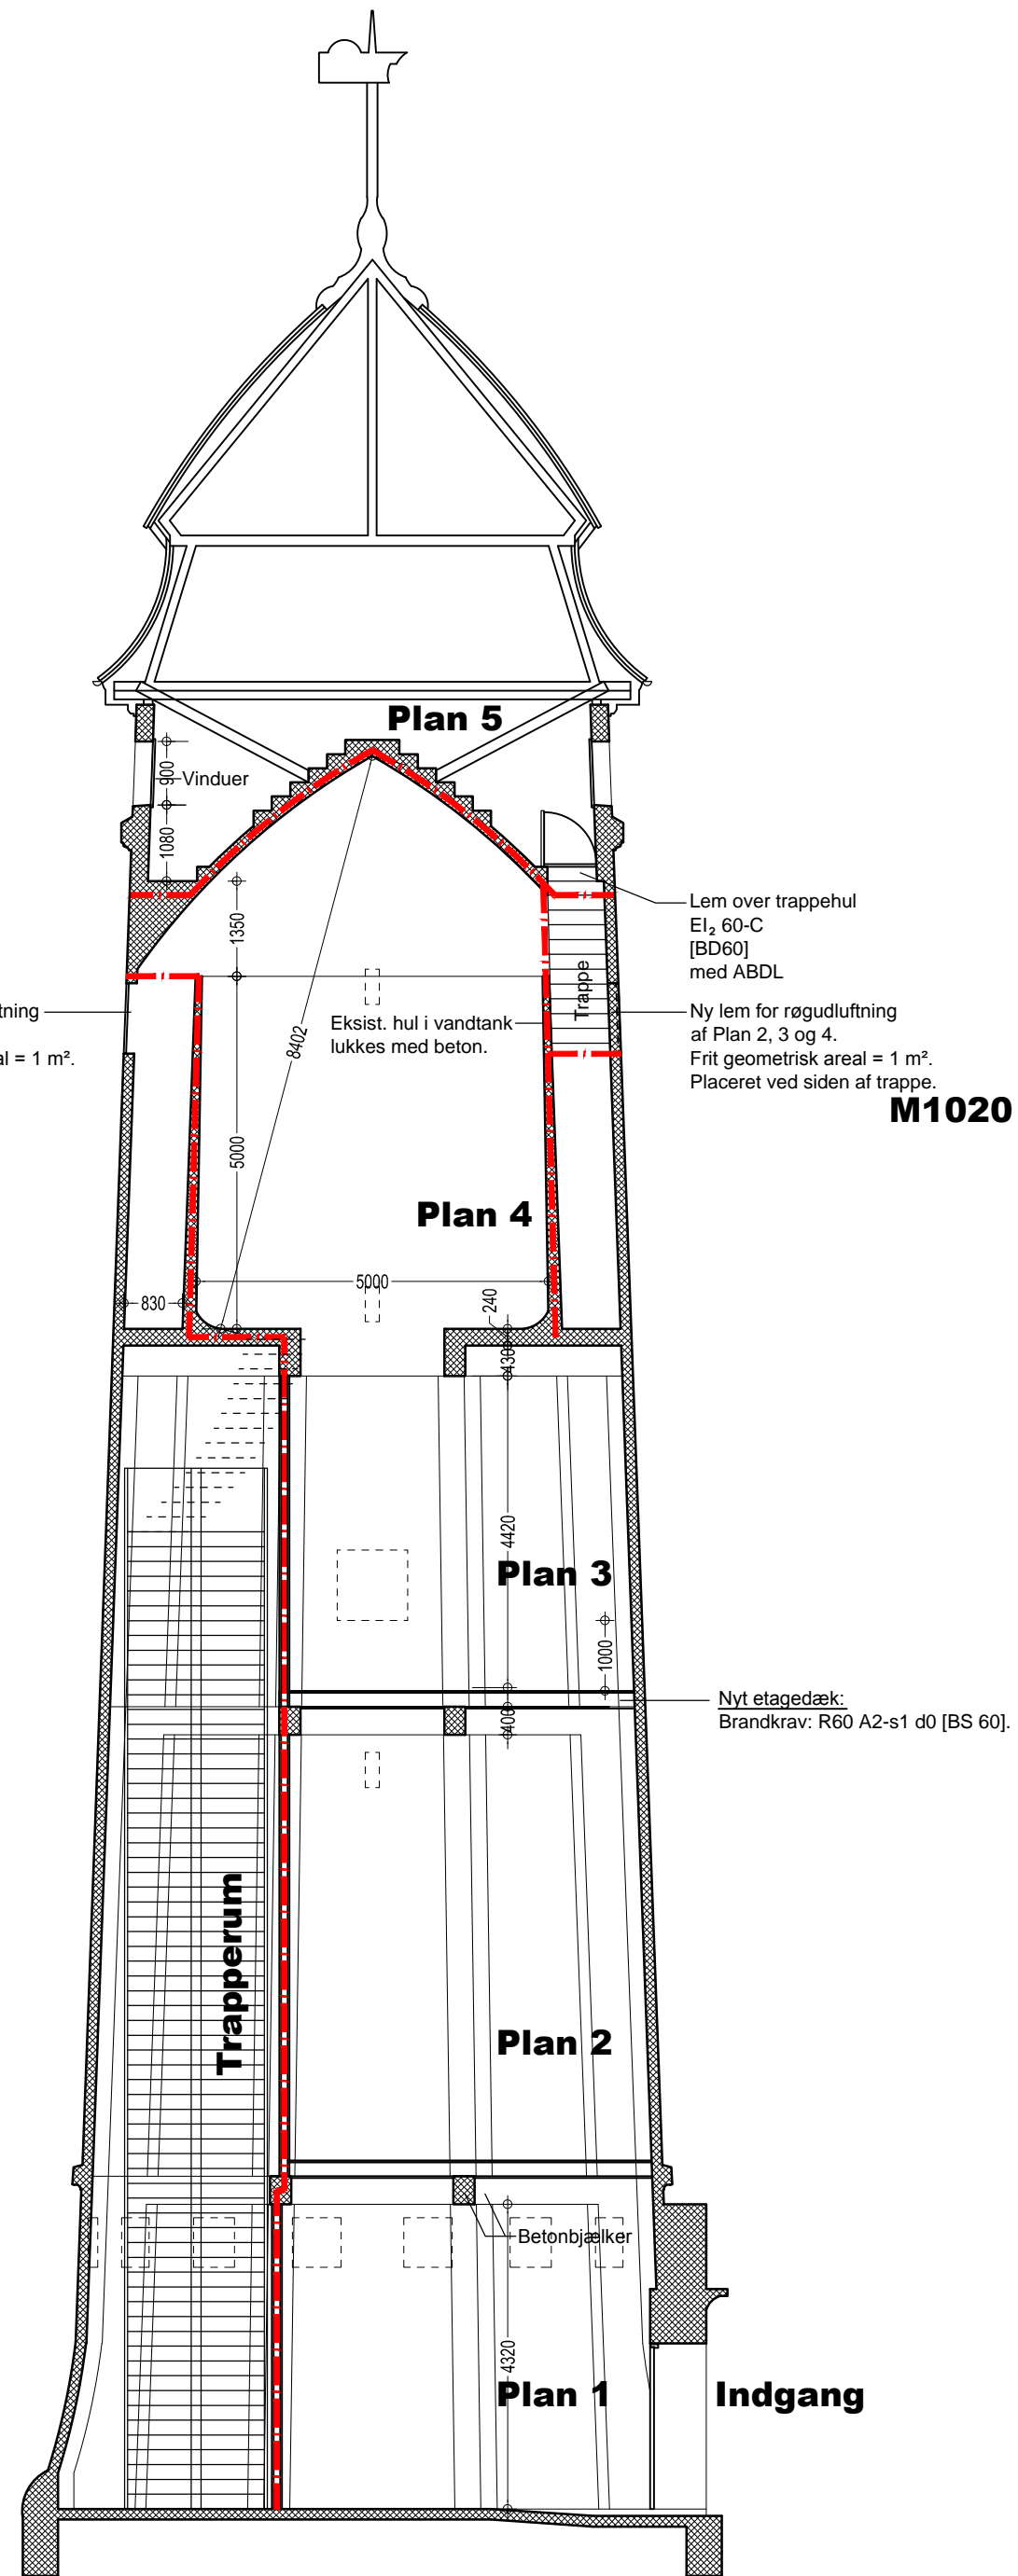 Plan 5
900
Vinduer
1080
1350
Lem over trappehul
EI₂ 60-C
[BD60]
med ABDL
Trappe
tning
al = 1 m².
8402
Eksist. hul i vandtank
lukkes med beton.
Ny lem for røgudluftning
af Plan 2, 3 og 4.
Frit geometrisk areal = 1 m².
Placeret ved siden af trappe.
M1020
5000
Plan 4
5000
830
240
430
4420
Plan 3
1000
Nyt etagedæk:
Brandkrav: R60 A2-s1 d0 [BS 60].
400
Trapperum
Plan 2
Betonbjælker
4320
Plan 1
Indgang